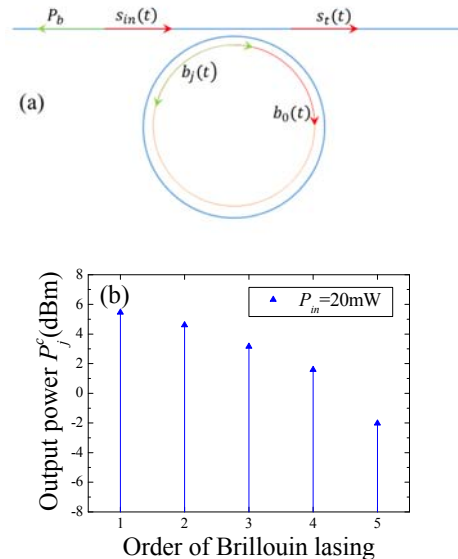 P_b s_in(t) s_t(t)
b_j(t)
b_0(t)
(a)
(b)
P_in=20mW
Output power P_j^c(dBm)
8
6
4
2
0
-2
-4
-6
-8
1 2 3 4 5
Order of Brillouin lasing